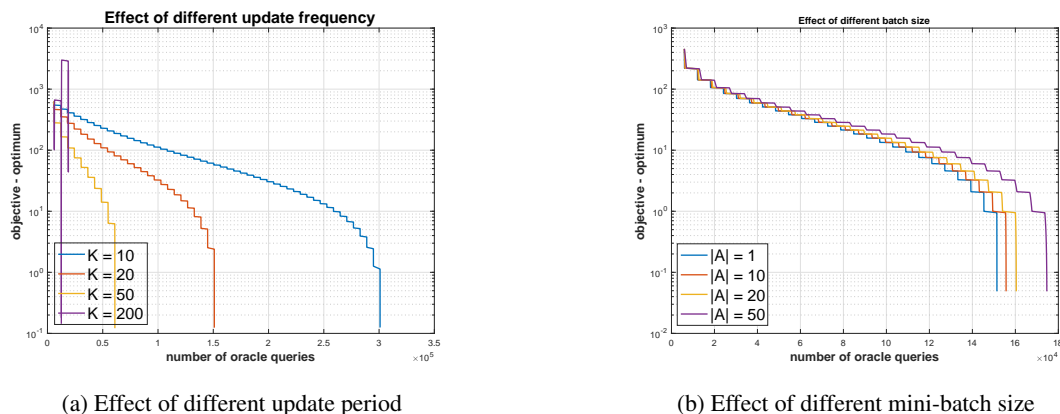 Effect of different update frequency
10^4
10^3
10^2
10^1
10^0
10^-1
objective - optimum
K = 10
K = 20
K = 50
K = 200
0 0.5 1 1.5 2 2.5 3 3.5
number of oracle queries
×10^5
(a) Effect of different update period
Effect of different batch size
10^3
10^2
10^1
10^0
10^-1
10^-2
objective - optimum
|A| = 1
|A| = 10
|A| = 20
|A| = 50
0 2 4 6 8 10 12 14 16 18
number of oracle queries
×10^4
(b) Effect of different mini-batch size